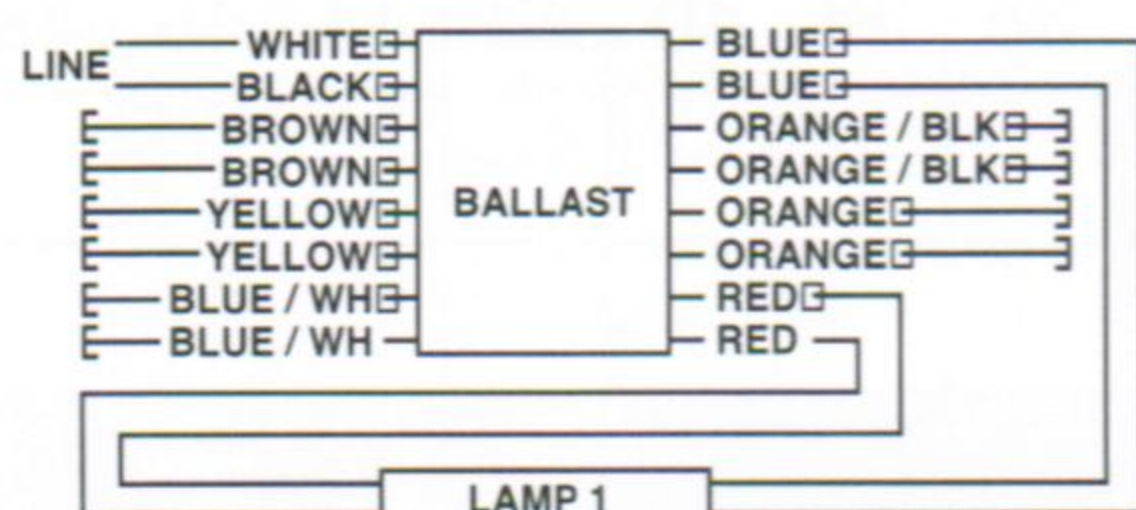 LINE
WHITE
BLACK
BROWN
BROWN
YELLOW
YELLOW
BLUE / WH
BLUE / WH
BALLAST
BLUE
BLUE
ORANGE / BLK
ORANGE / BLK
ORANGE
ORANGE
RED
RED
LAMP 1